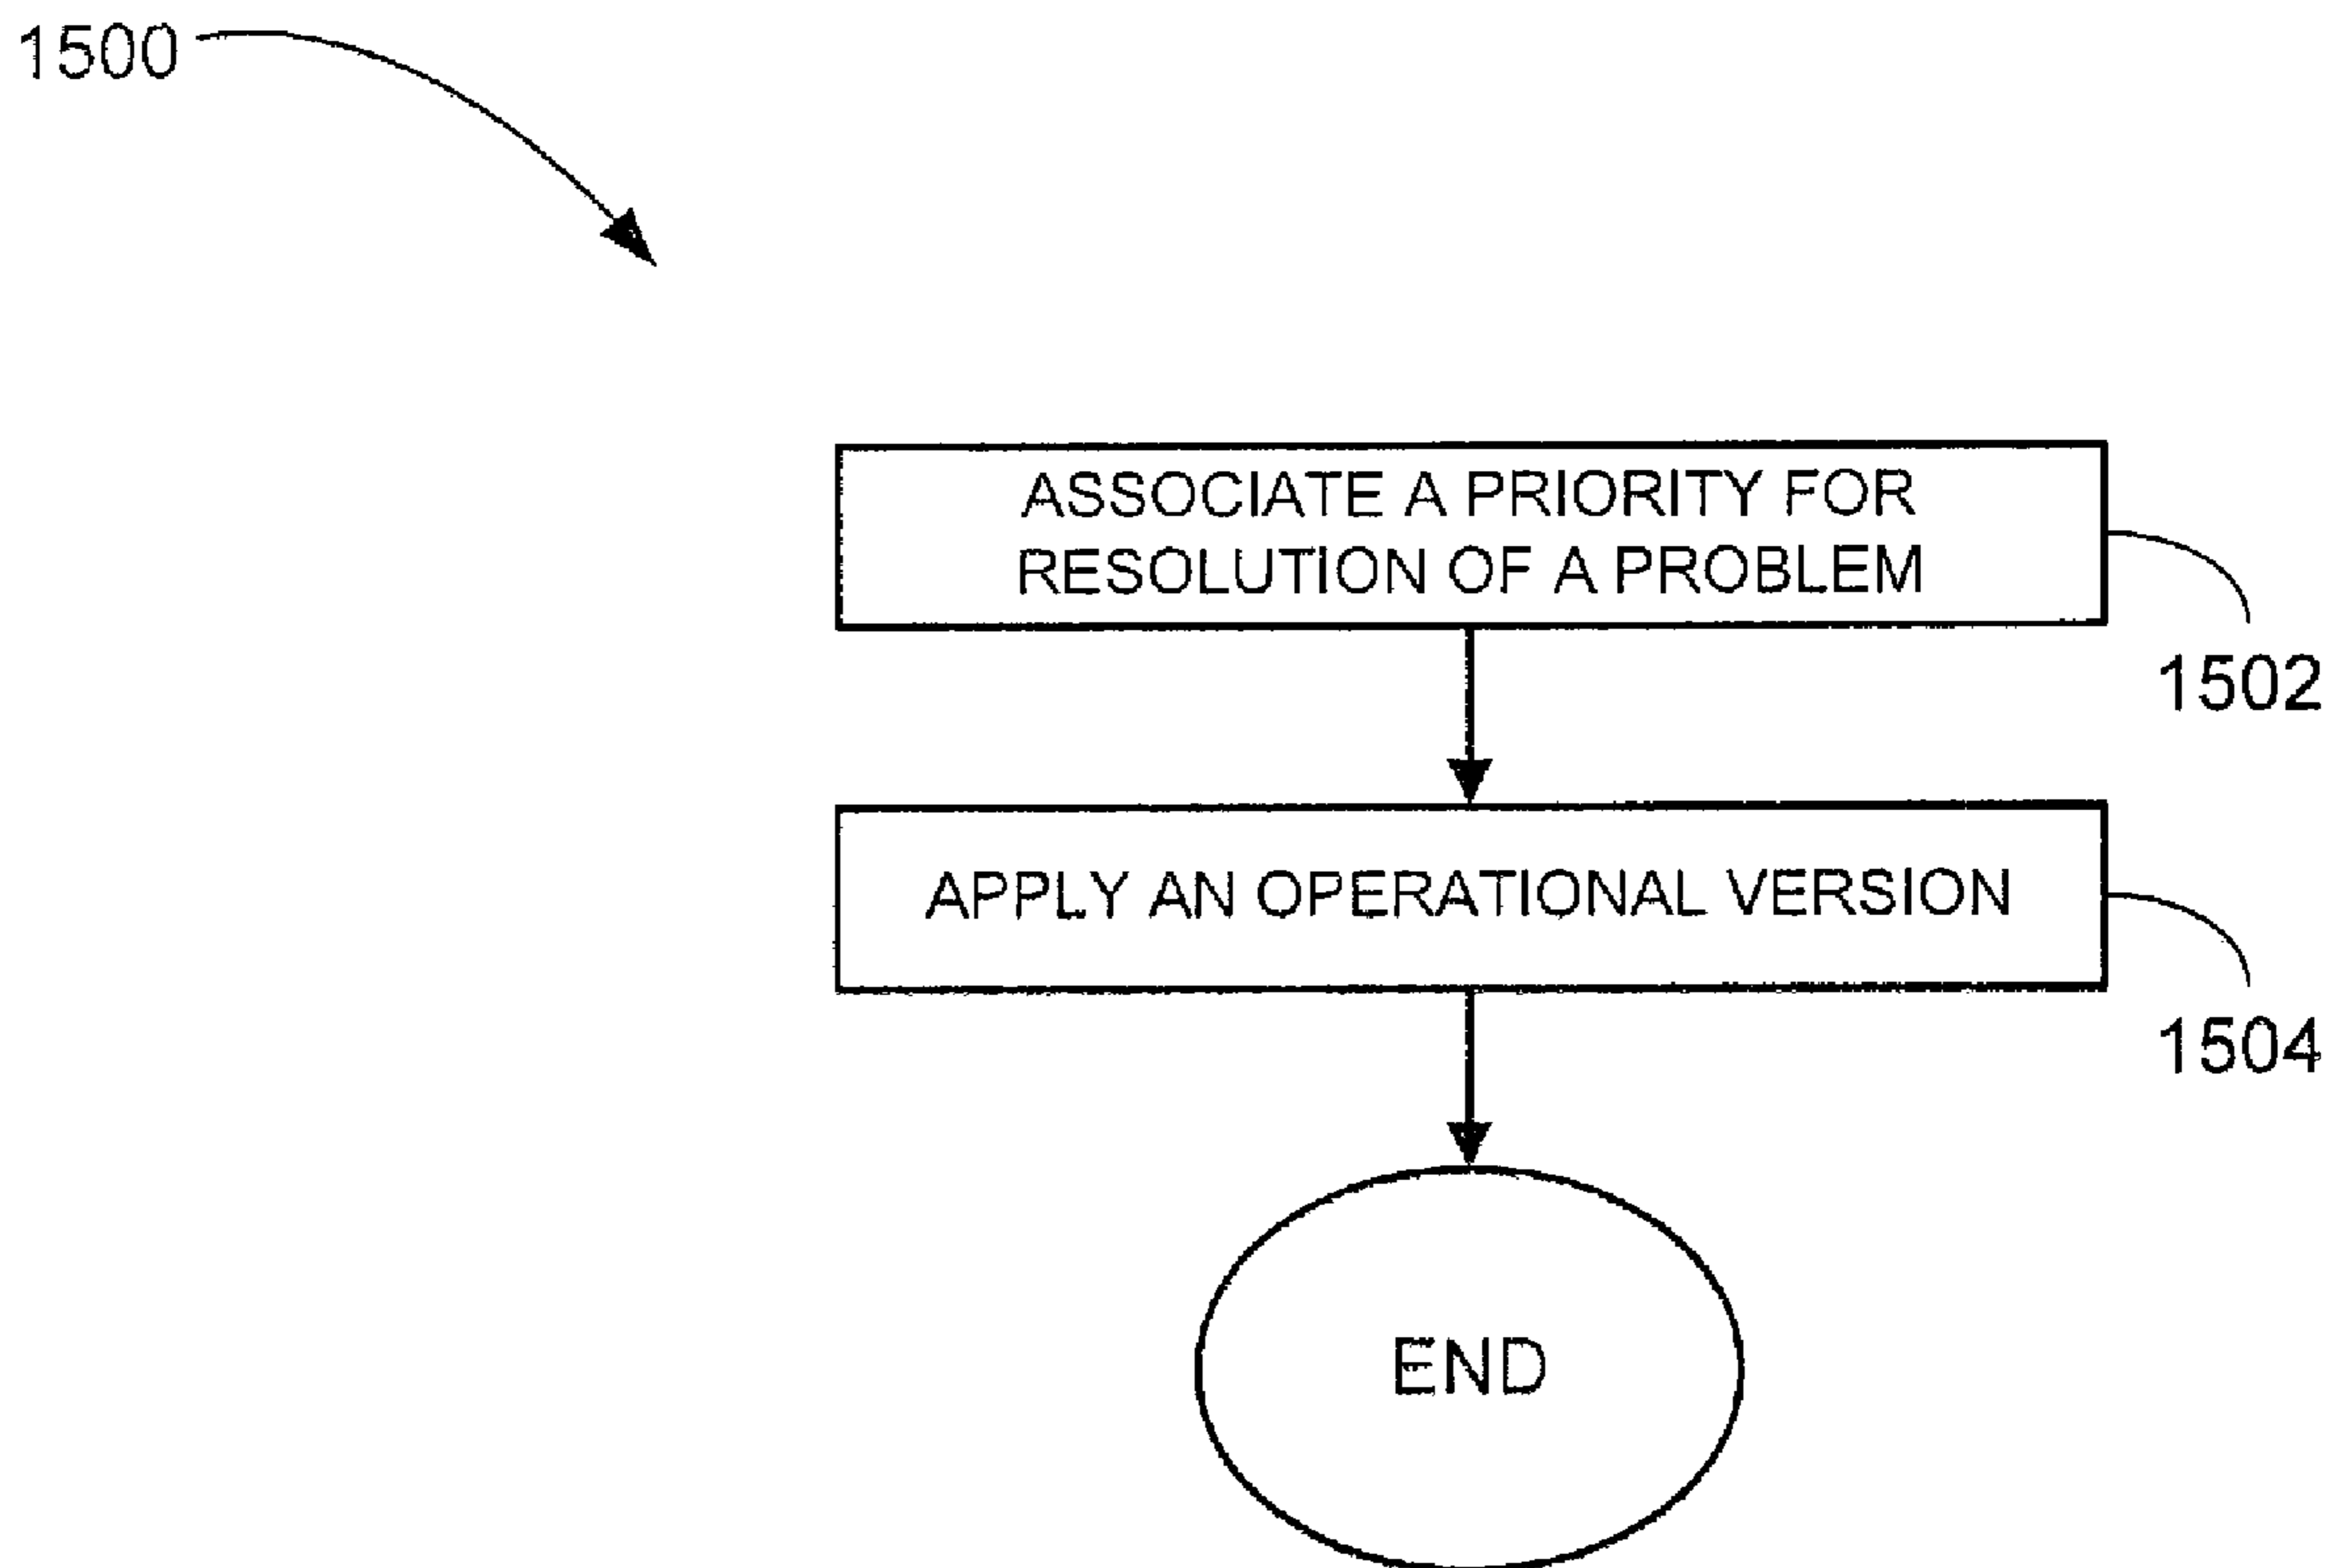 1500
ASSOCIATE A PRIORITY FOR
RESOLUTION OF A PROBLEM
1502
APPLY AN OPERATIONAL VERSION
1504
END